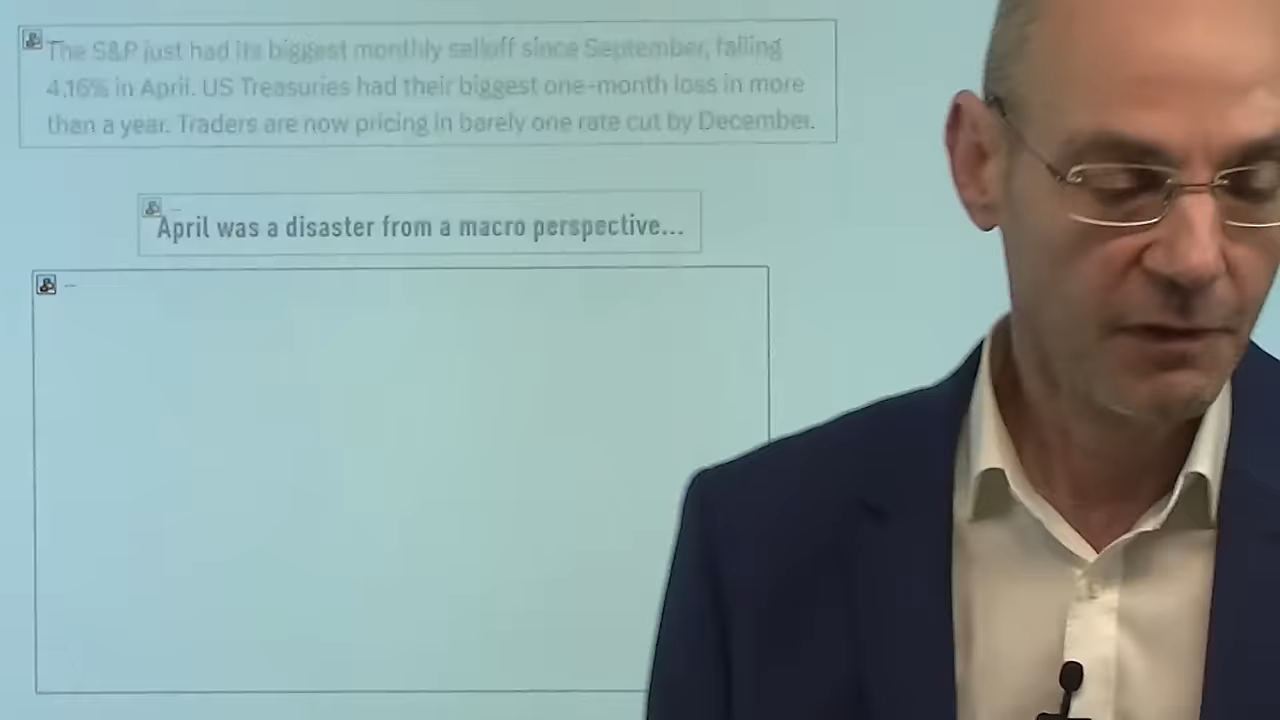 The S&P just had its biggest monthly selloff since September, falling
4.16% in April. US Treasuries had their biggest one-month loss in more
than a year. Traders are now pricing in barely one rate cut by December.
April was a disaster from a macro perspective...